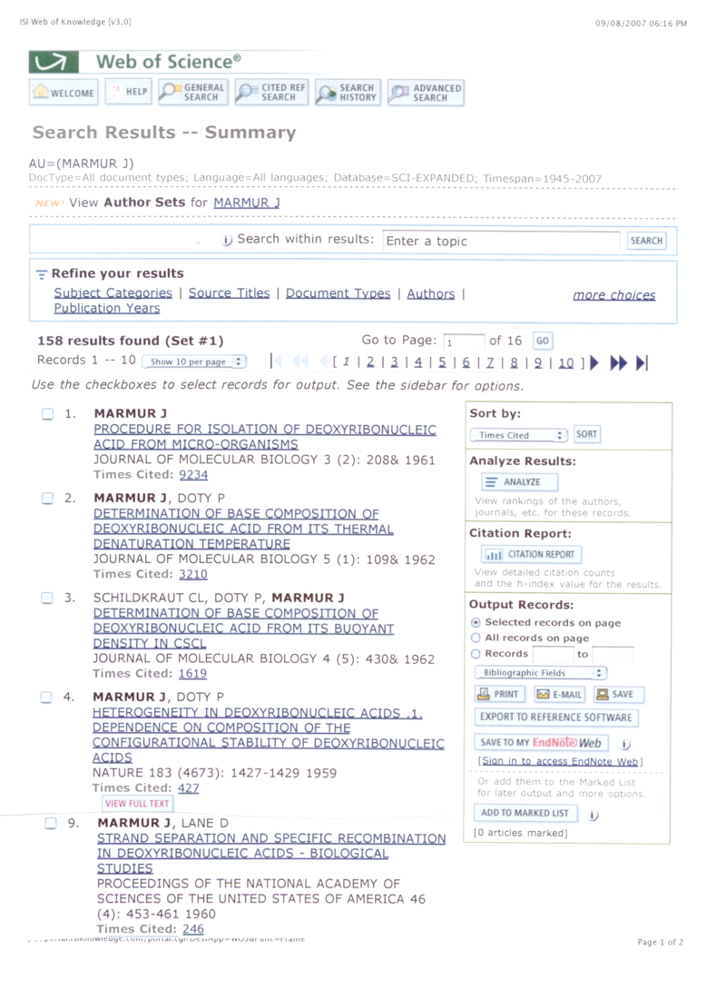 ISI Web of Knowledge [v3.0]
09/08/2007 06:16 PM
Web of Science®
WELCOME
? HELP
GENERAL SEARCH
CITED REF SEARCH
SEARCH HISTORY
ADVANCED SEARCH
Search Results -- Summary
AU=(MARMUR J)
DocType=All document types; Language=All languages; Database=SCI-EXPANDED; Timespan=1945-2007
NEW! View Author Sets for MARMUR J
Search within results: Enter a topic SEARCH
Refine your results
Subject Categories | Source Titles | Document Types | Authors | more choices
Publication Years
158 results found (Set #1) Go to Page: 1 of 16 GO
Records 1 -- 10 Show 10 per page [ 1 | 2 | 3 | 4 | 5 | 6 | 7 | 8 | 9 | 10 ]
Use the checkboxes to select records for output. See the sidebar for options.
1. MARMUR J
PROCEDURE FOR ISOLATION OF DEOXYRIBONUCLEIC
ACID FROM MICRO-ORGANISMS
JOURNAL OF MOLECULAR BIOLOGY 3 (2): 208& 1961
Times Cited: 9234
2. MARMUR J, DOTY P
DETERMINATION OF BASE COMPOSITION OF
DEOXYRIBONUCLEIC ACID FROM ITS THERMAL
DENATURATION TEMPERATURE
JOURNAL OF MOLECULAR BIOLOGY 5 (1): 109& 1962
Times Cited: 3210
3. SCHILDKRAUT CL, DOTY P, MARMUR J
DETERMINATION OF BASE COMPOSITION OF
DEOXYRIBONUCLEIC ACID FROM ITS BUOYANT
DENSITY IN CSCL
JOURNAL OF MOLECULAR BIOLOGY 4 (5): 430& 1962
Times Cited: 1619
4. MARMUR J, DOTY P
HETEROGENEITY IN DEOXYRIBONUCLEIC ACIDS .1.
DEPENDENCE ON COMPOSITION OF THE
CONFIGURATIONAL STABILITY OF DEOXYRIBONUCLEIC
ACIDS
NATURE 183 (4673): 1427-1429 1959
Times Cited: 427
VIEW FULL TEXT
9. MARMUR J, LANE D
STRAND SEPARATION AND SPECIFIC RECOMBINATION
IN DEOXYRIBONUCLEIC ACIDS - BIOLOGICAL
STUDIES
PROCEEDINGS OF THE NATIONAL ACADEMY OF
SCIENCES OF THE UNITED STATES OF AMERICA 46
(4): 453-461 1960
Times Cited: 246
Sort by:
Times Cited SORT
Analyze Results:
ANALYZE
View rankings of the authors,
journals, etc. for these records.
Citation Report:
CITATION REPORT
View detailed citation counts
and the h-index value for the results.
Output Records:
Selected records on page
All records on page
Records to
Bibliographic Fields
PRINT E-MAIL SAVE
EXPORT TO REFERENCE SOFTWARE
SAVE TO MY EndNote Web
[Sign in to access EndNote Web]
Or add them to the Marked List
for later output and more options.
ADD TO MARKED LIST
[0 articles marked]
Page 1 of 2